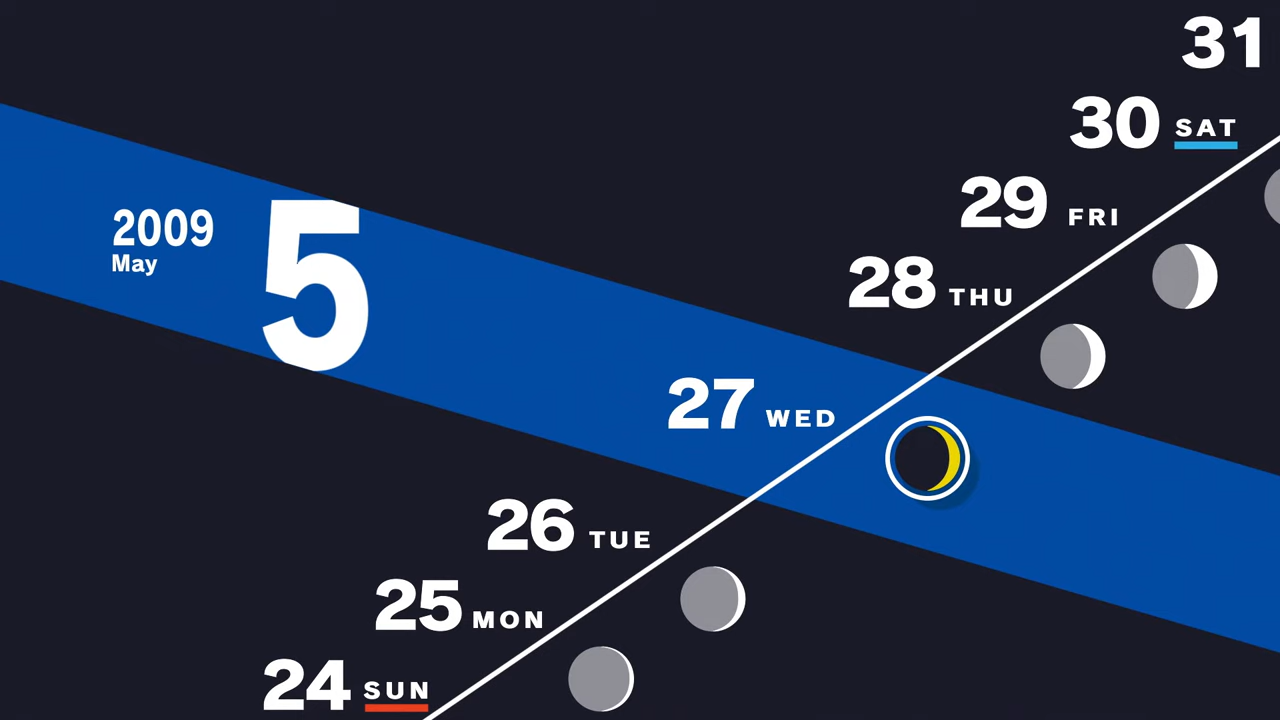 31
30 SAT
29 FRI
2009
May
5
28 THU
27 WED
26 TUE
25 MON
24 SUN